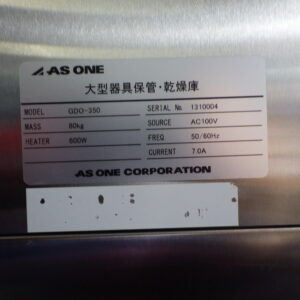 AS ONE
大型器具保管・乾燥庫
MODEL GDO-350 SERIAL No 1310004
MASS 80kg SOURCE AC100V
HEATER 600W FREQ 50/60Hz
CURRENT 7.0A
AS ONE CORPORATION